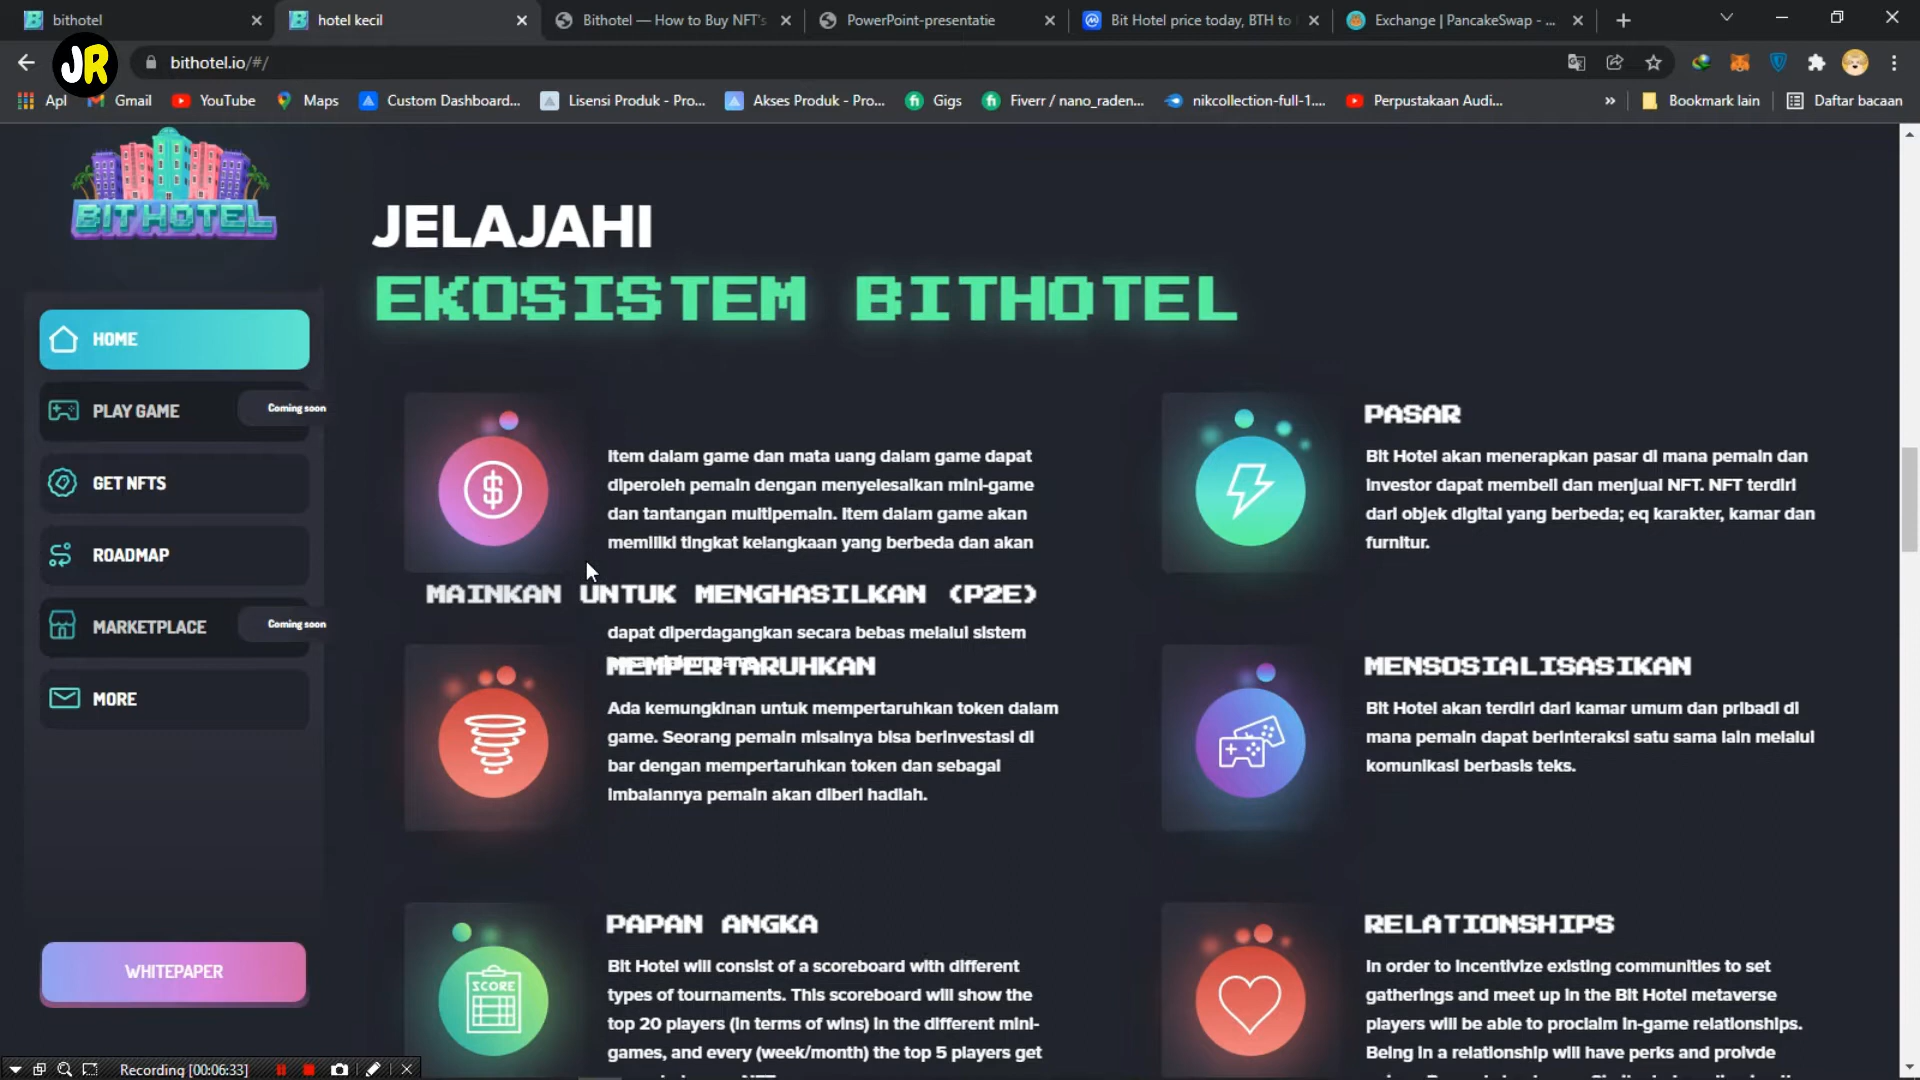 bithotel
hotel kecil
Bithotel — How to Buy NFT's
PowerPoint-presentatie
Bit Hotel price today, BTH to
Exchange | PancakeSwap - ...
JR
bithotel.io/#/
Apl
Gmail
YouTube
Maps
Custom Dashboard...
Lisensi Produk - Pro...
Akses Produk - Pro...
Gigs
Fiverr / nano_raden...
nikcollection-full-1....
Perpustakaan Audi...
»
Bookmark lain
Daftar bacaan
BIT HOTEL
HOME
PLAY GAME
Coming soon
GET NFTS
ROADMAP
MARKETPLACE
Coming soon
MORE
WHITEPAPER
JELAJAHI
EKOSISTEM BITHOTEL
Item dalam game dan mata uang dalam game dapat
diperoleh pemain dengan menyelesaikan mini-game
dan tantangan multipemain. Item dalam game akan
memiliki tingkat kelangkaan yang berbeda dan akan
MAINKAN UNTUK MENGHASILKAN (P2E)
dapat diperdagangkan secara bebas melalui sistem
PASAR
Bit Hotel akan menerapkan pasar di mana pemain dan
investor dapat membeli dan menjual NFT. NFT terdiri
dari objek digital yang berbeda; eq karakter, kamar dan
furnitur.
MEMPERTARUHKAN
Ada kemungkinan untuk mempertaruhkan token dalam
game. Seorang pemain misalnya bisa berinvestasi di
bar dengan mempertaruhkan token dan sebagai
imbalannya pemain akan diberi hadiah.
MENSOSIALISASIKAN
Bit Hotel akan terdiri dari kamar umum dan pribadi di
mana pemain dapat berinteraksi satu sama lain melalui
komunikasi berbasis teks.
SCORE
PAPAN ANGKA
Bit Hotel will consist of a scoreboard with different
types of tournaments. This scoreboard will show the
top 20 players (in terms of wins) in the different mini-
games, and every (week/month) the top 5 players get
RELATIONSHIPS
In order to incentivize existing communities to set
gatherings and meet up in the Bit Hotel metaverse
players will be able to proclaim in-game relationships.
Being in a relationship will have perks and proivde
Recording [00:06:33]